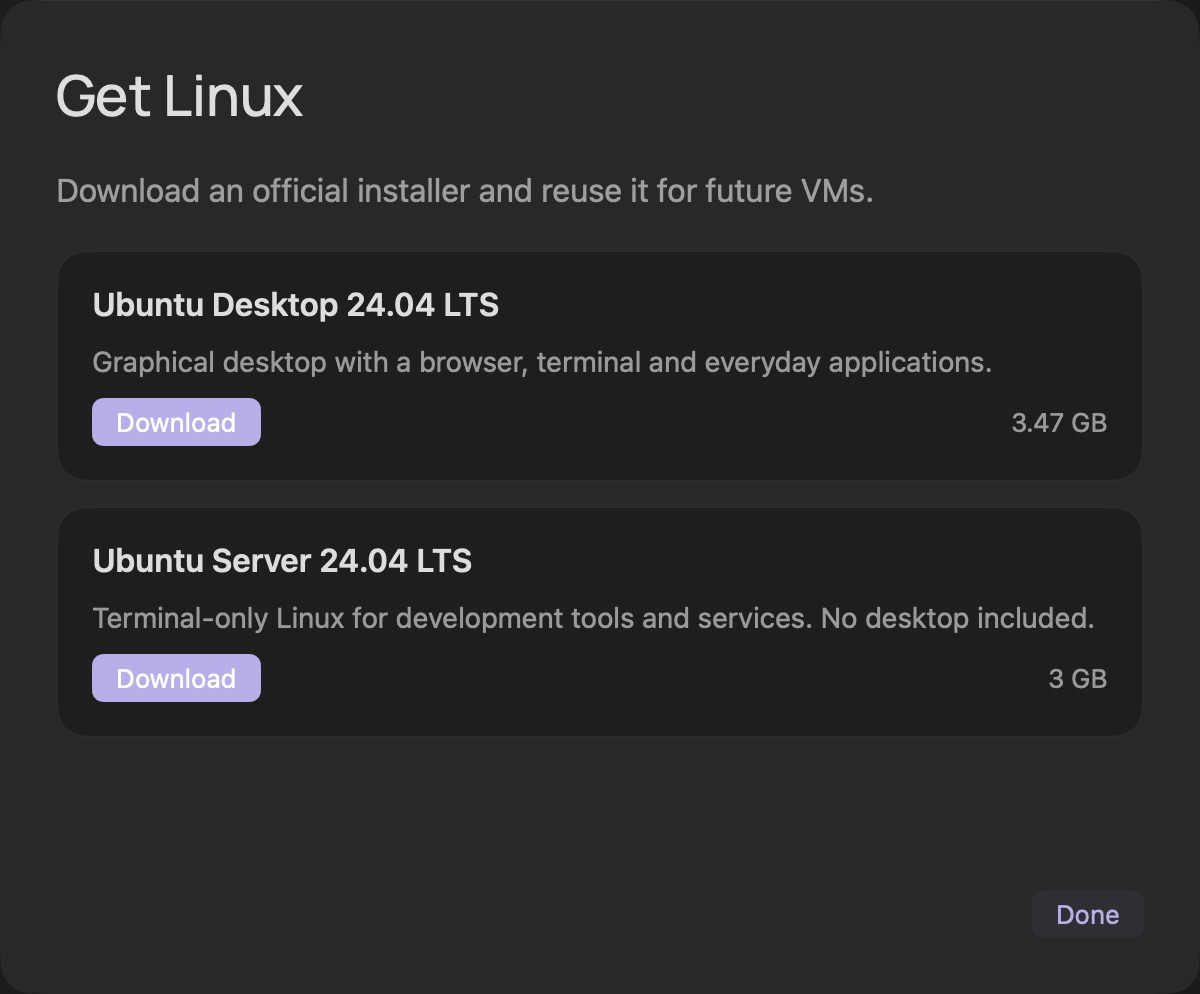 Get Linux
Download an official installer and reuse it for future VMs.
Ubuntu Desktop 24.04 LTS
Graphical desktop with a browser, terminal and everyday applications.
Download
3.47 GB
Ubuntu Server 24.04 LTS
Terminal-only Linux for development tools and services. No desktop included.
Download
3 GB
Done